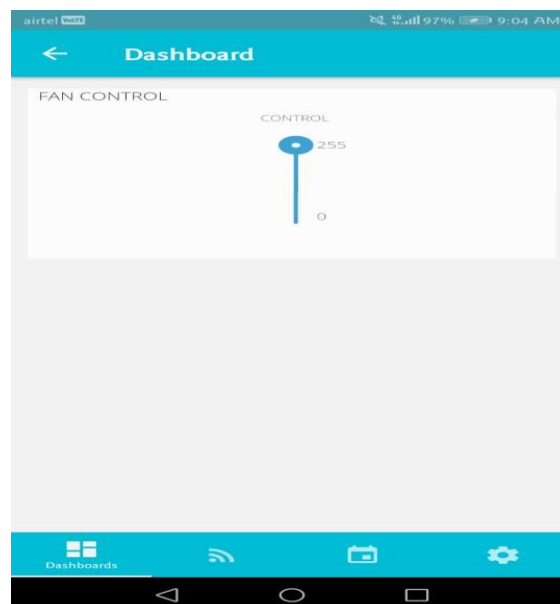 airtel VoLTE 97% 9:04 AM
Dashboard
FAN CONTROL
CONTROL
255
0
Dashboards